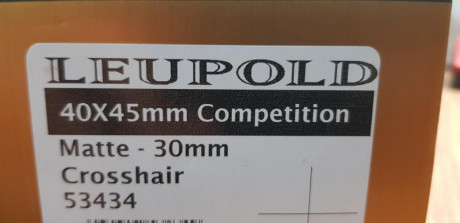 LEUPOLD
40X45mm Competition
Matte - 30mm
Crosshair
53434